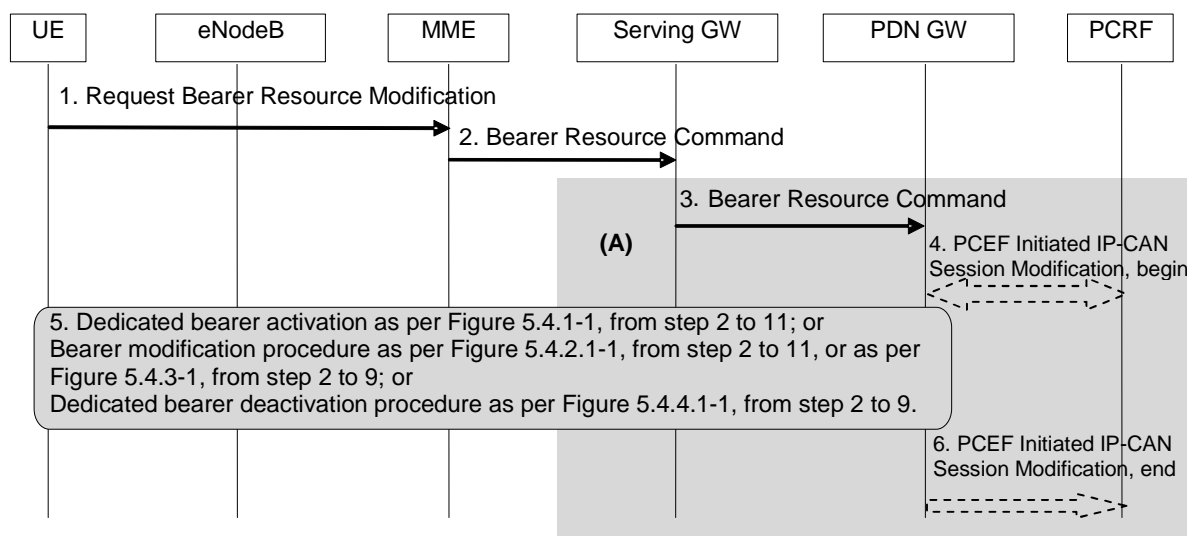 UE eNodeB MME Serving GW PDN GW PCRF
1. Request Bearer Resource Modification
2. Bearer Resource Command
3. Bearer Resource Command
(A)
4. PCEF Initiated IP-CAN
Session Modification, begin
5. Dedicated bearer activation as per Figure 5.4.1-1, from step 2 to 11; or
Bearer modification procedure as per Figure 5.4.2.1-1, from step 2 to 11, or as per
Figure 5.4.3-1, from step 2 to 9; or
Dedicated bearer deactivation procedure as per Figure 5.4.4.1-1, from step 2 to 9.
6. PCEF Initiated IP-CAN
Session Modification, end